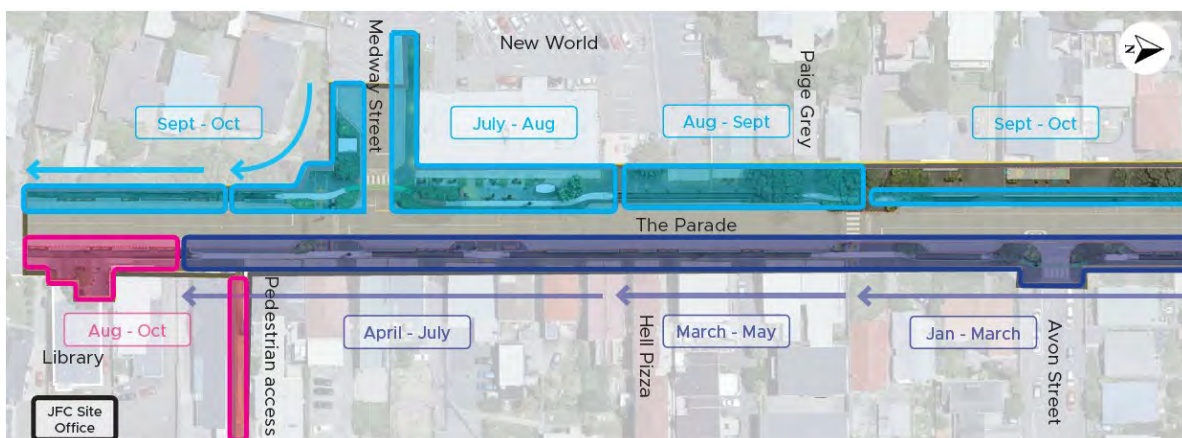 New World
N
Medway Street
Paige Grey
Sept - Oct
July - Aug
Aug - Sept
Sept - Oct
The Parade
Pedestrian access
Aug - Oct
April - July
Hell Pizza
March - May
Jan - March
Avon Street
Library
JFC Site
Office